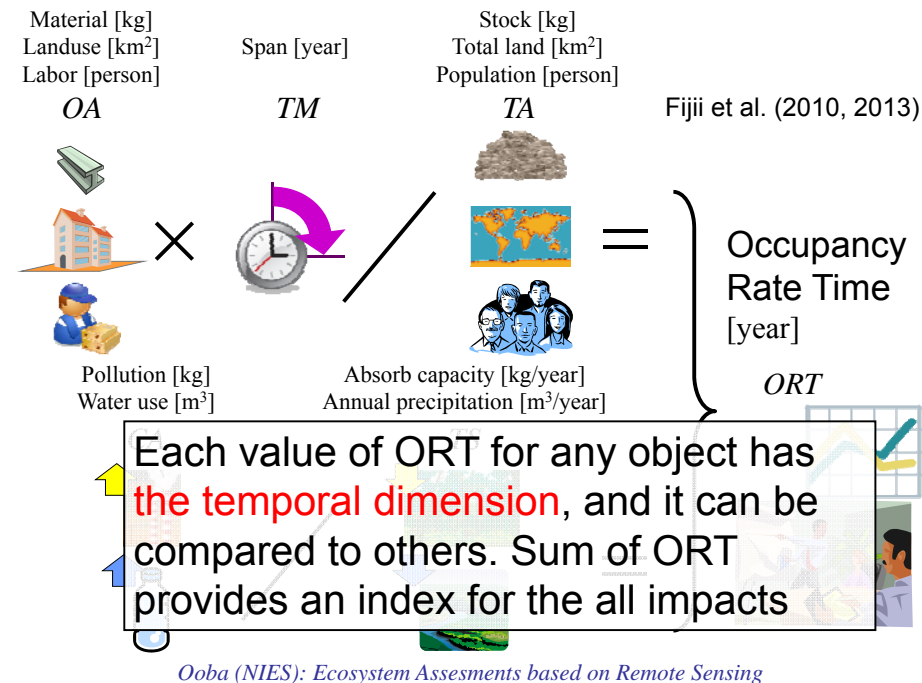 Material [kg]
Landuse [km²]
Labor [person]
OA
Span [year]
TM
Stock [kg]
Total land [km²]
Population [person]
TA
Fijii et al. (2010, 2013)
×
/
=
Occupancy
Rate Time
[year]
ORT
Pollution [kg]
Water use [m³]
Absorb capacity [kg/year]
Annual precipitation [m³/year]
Each value of ORT for any object has
the temporal dimension, and it can be
compared to others. Sum of ORT
provides an index for the all impacts
Ooba (NIES): Ecosystem Assesments based on Remote Sensing